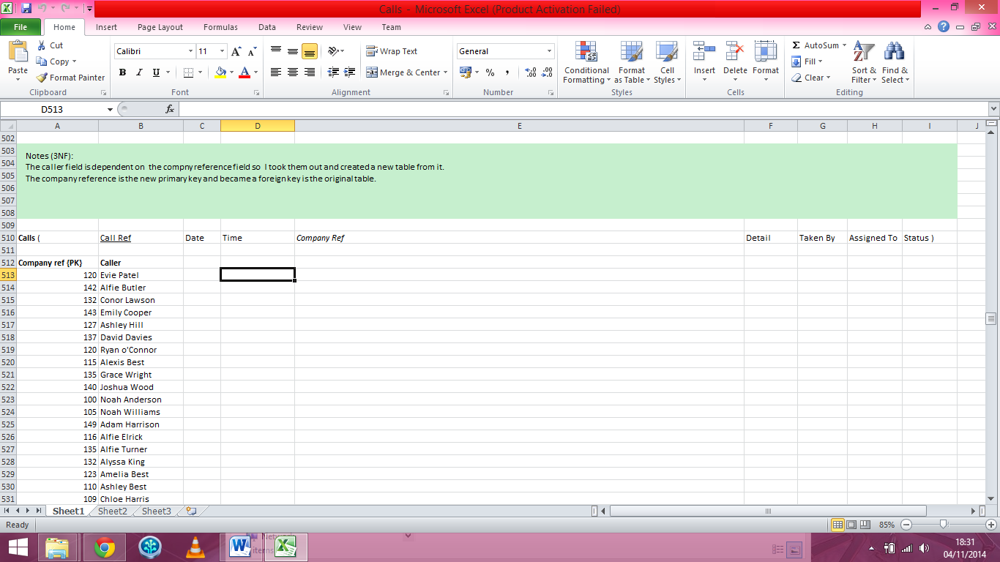 Calls - Microsoft Excel (Product Activation Failed)
File Home Insert Page Layout Formulas Data Review View Team
Cut
Copy
Format Painter
Paste
Clipboard
Calibri 11
B I U
Font
Wrap Text
Merge & Center
Alignment
General
% ,
Number
Conditional Formatting
Format as Table
Cell Styles
Styles
Insert Delete Format
Cells
AutoSum
Fill
Clear
Sort & Filter
Find & Select
Editing
D513 fx
A B C D E F G H I J
502
503
504
505
506
507
508
Notes (3NF):
The caller field is dependent on the compny reference field so I took them out and created a new table from it.
The company reference is the new primary key and became a foreign key is the original table.
509
510 Calls ( Call Ref Date Time Company Ref Detail Taken By Assigned To Status )
511
512 Company ref {PK} Caller
513 120 Evie Patel
514 142 Alfie Butler
515 132 Conor Lawson
516 143 Emily Cooper
517 127 Ashley Hill
518 137 David Davies
519 120 Ryan o'Connor
520 115 Alexis Best
521 135 Grace Wright
522 140 Joshua Wood
523 100 Noah Anderson
524 105 Noah Williams
525 149 Adam Harrison
526 116 Alfie Elrick
527 135 Alfie Turner
528 132 Alyssa King
529 123 Amelia Best
530 110 Ashley Best
531 109 Chloe Harris
Sheet1 Sheet2 Sheet3
Ready 85%
items
18:31
04/11/2014